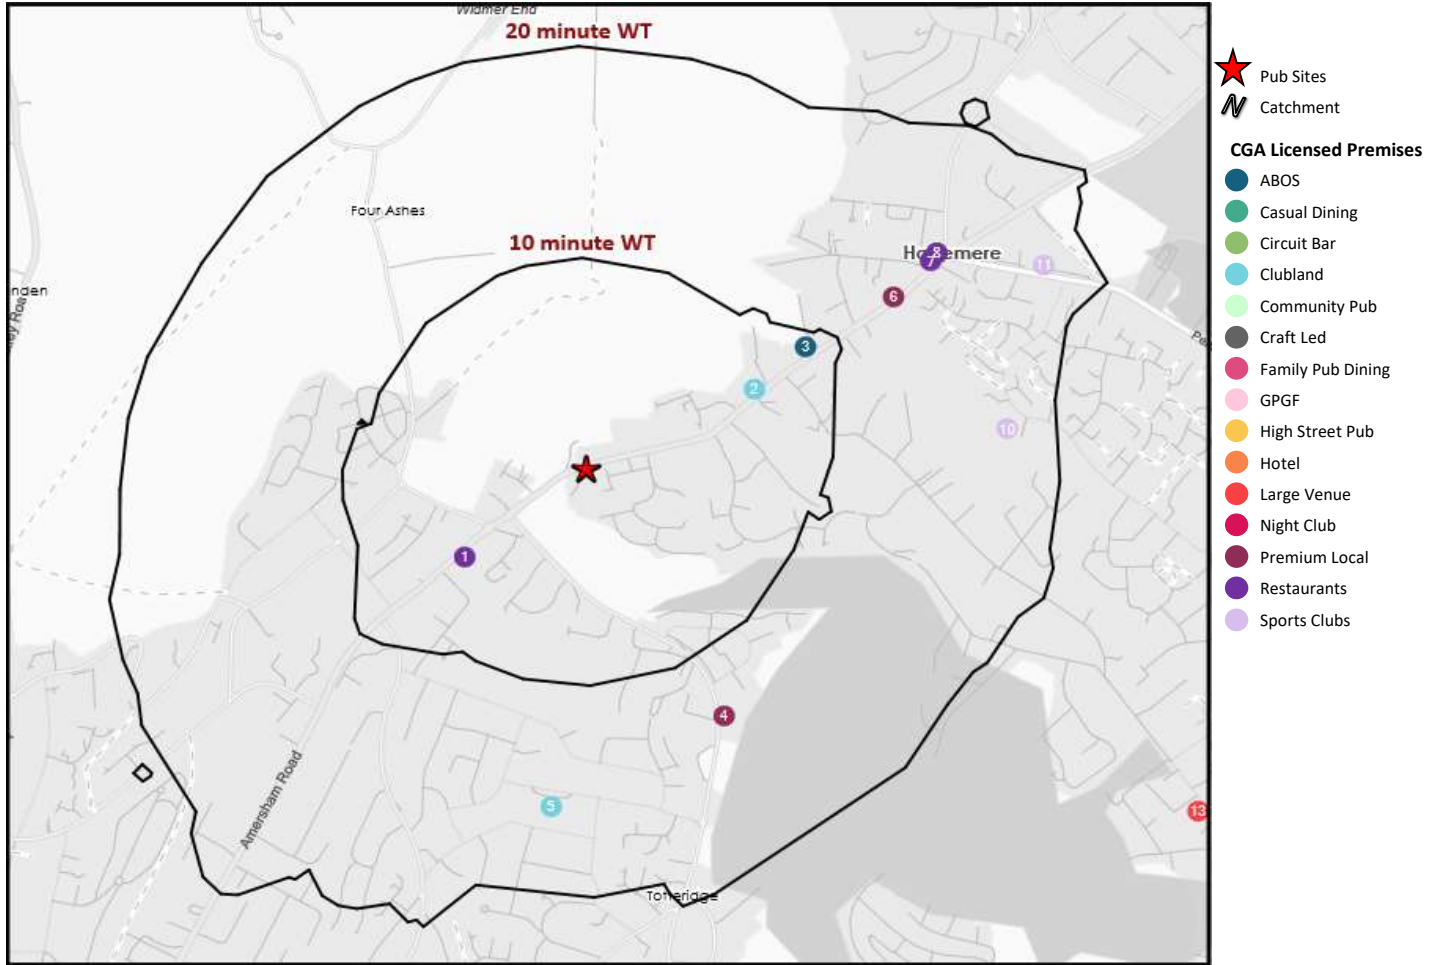 Widmer End
20 minute WT
Four Ashes
10 minute WT
nden
ey Road
8
7
11
6
3
2
10
1
4
5
13
Amersham Road
Totteridge
Pub Sites
Catchment
CGA Licensed Premises
ABOS
Casual Dining
Circuit Bar
Clubland
Community Pub
Craft Led
Family Pub Dining
GPGF
High Street Pub
Hotel
Large Venue
Night Club
Premium Local
Restaurants
Sports Clubs